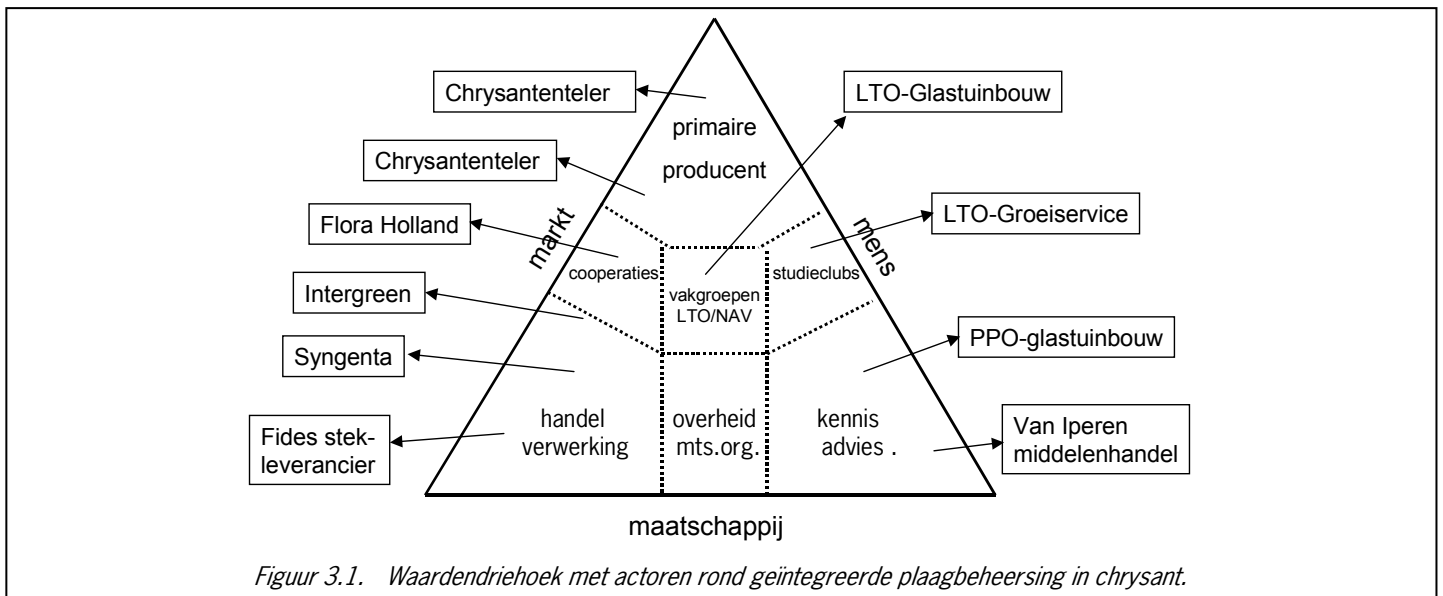 Chrysantenteler
LTO-Glastuinbouw
primaire
producent
Chrysantenteler
Flora Holland
LTO-Groeiservice
markt
mens
cooperaties
studieclubs
vakgroepen
LTO/NAV
Intergreen
PPO-glastuinbouw
Syngenta
handel
verwerking
overheid
mts.org.
kennis
advies .
Fides stek-
leverancier
Van Iperen
middelenhandel
maatschappij
Figuur 3.1. Waardendriehoek met actoren rond geïntegreerde plaagbeheersing in chrysant.